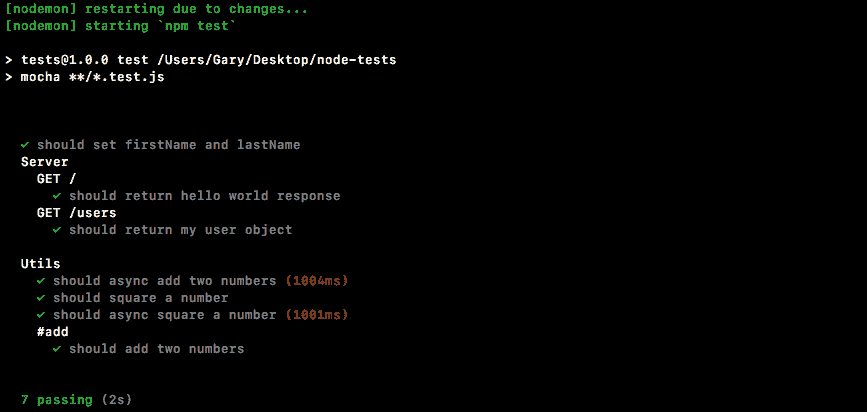 [nodemon] restarting due to changes...
[nodemon] starting `npm test`
> tests@1.0.0 test /Users/Gary/Desktop/node-tests
> mocha **/*.test.js
✓ should set firstName and lastName
Server
GET /
✓ should return hello world response
GET /users
✓ should return my user object
Utils
✓ should async add two numbers (1004ms)
✓ should square a number
✓ should async square a number (1001ms)
#add
✓ should add two numbers
7 passing (2s)